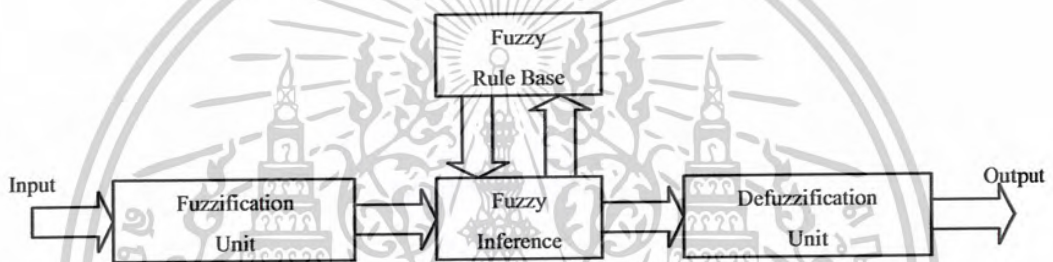 Fuzzy
Rule Base
Input
Fuzzification
Unit
Fuzzy
Inference
Defuzzification
Unit
Output